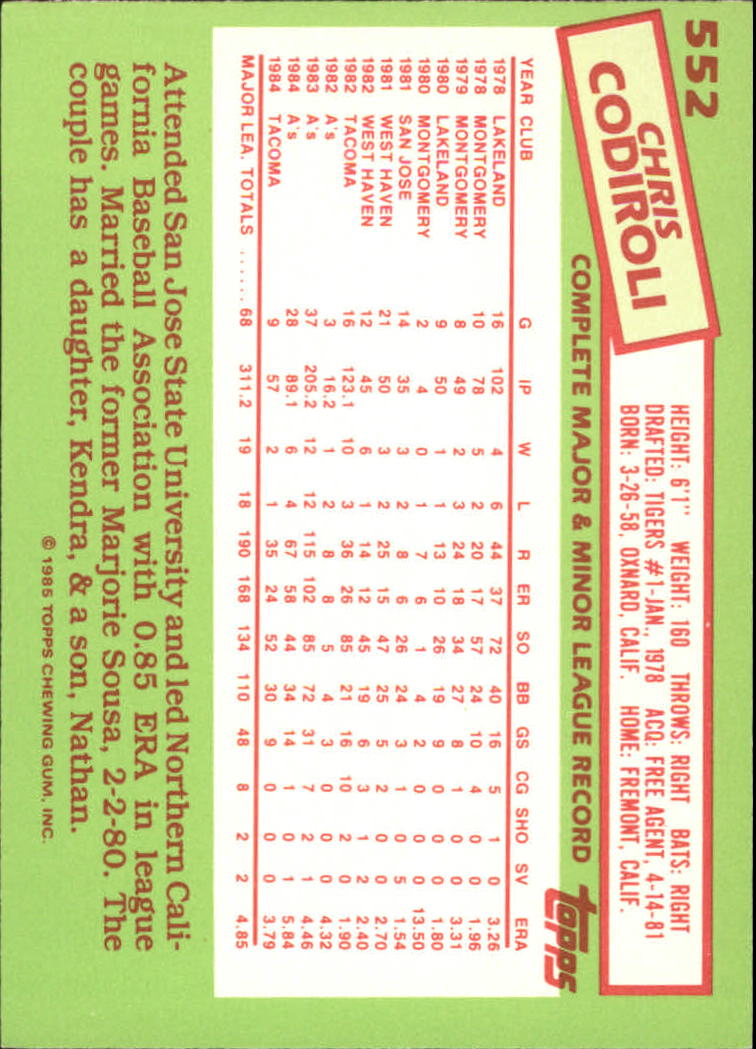 552
CHRIS
CODIROLI
HEIGHT: 6'1" WEIGHT: 160 THROWS: RIGHT BATS: RIGHT
DRAFTED: TIGERS #1-JAN., 1978 ACQ: FREE AGENT, 4-14-81
BORN: 3-26-58, OXNARD, CALIF. HOME: FREMONT, CALIF.
COMPLETE MAJOR & MINOR LEAGUE RECORD
topps
YEAR CLUB G IP W L R ER SO BB GS CG SHO SV ERA
1978 LAKELAND 16 102 4 6 44 37 72 40 16 5 1 0 3.26
1978 MONTGOMERY 10 78 5 2 20 17 57 24 10 4 0 0 1.96
1979 MONTGOMERY 8 49 2 3 24 18 34 27 8 1 0 0 3.31
1980 LAKELAND 9 50 1 1 13 10 26 19 9 0 0 0 1.80
1980 MONTGOMERY 2 4 0 1 7 6 1 4 2 0 0 0 13.50
1981 SAN JOSE 14 35 3 2 8 6 26 24 3 1 0 5 1.54
1981 WEST HAVEN 21 50 3 2 25 15 47 25 5 2 0 0 2.70
1982 WEST HAVEN 12 45 6 1 14 12 45 19 6 3 1 2 2.40
1982 TACOMA 16 123.1 10 3 36 26 85 21 16 10 2 0 1.90
1982 A's 3 16.2 1 2 8 8 5 4 3 0 0 0 4.32
1983 A's 37 205.2 12 12 115 102 85 72 31 7 2 1 4.46
1984 A's 28 89.1 6 4 67 58 44 34 14 1 0 1 5.84
1984 TACOMA 9 57 2 1 35 24 52 30 9 0 0 0 3.79
MAJOR LEA. TOTALS ...... 68 311.2 19 18 190 168 134 110 48 8 2 2 4.85
Attended San Jose State University and led Northern Cali-
fornia Baseball Association with 0.85 ERA in league
games. Married the former Marjorie Sousa, 2-2-80. The
couple has a daughter, Kendra, & a son, Nathan.
© 1985 TOPPS CHEWING GUM, INC.